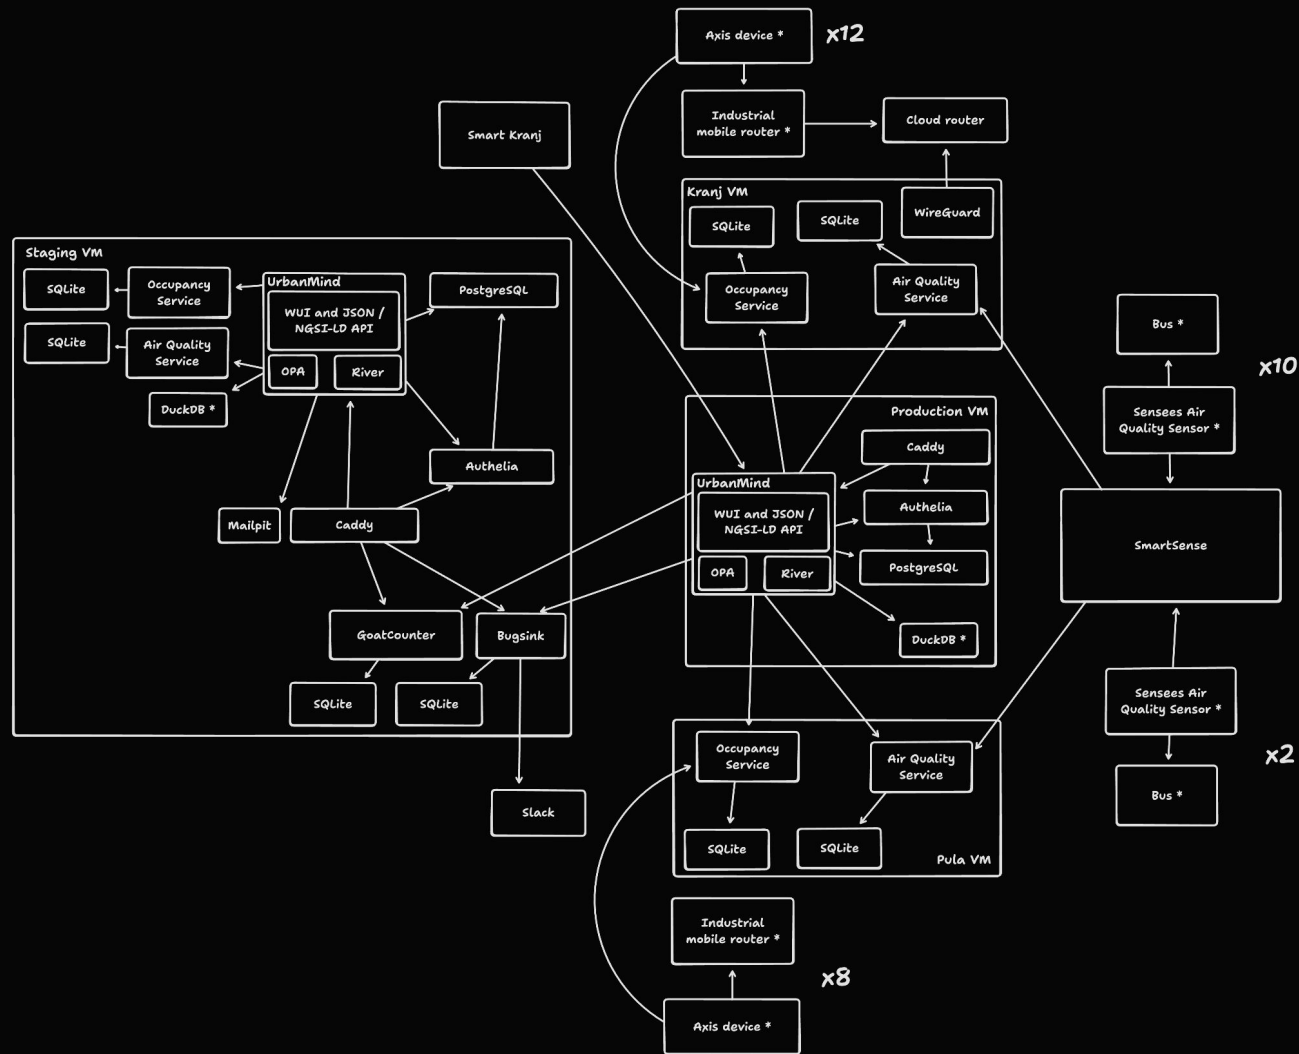 Axis device *
x12
Industrial
mobile router *
Cloud router
Smart Kranj
Kranj VM
SQLite
SQLite
WireGuard
Occupancy
Service
Air Quality
Service
Staging VM
SQLite
Occupancy
Service
UrbanMind
WUI and JSON /
NGSI-LD API
OPA
River
PostgreSQL
SQLite
Air Quality
Service
DuckDB *
Authelia
Mailpit
Caddy
GoatCounter
Bugsink
SQLite
SQLite
Slack
Production VM
Caddy
UrbanMind
WUI and JSON /
NGSI-LD API
OPA
River
Authelia
PostgreSQL
DuckDB *
Bus *
x10
Sensees Air
Quality Sensor *
SmartSense
Sensees Air
Quality Sensor *
x2
Bus *
Occupancy
Service
Air Quality
Service
SQLite
SQLite
Pula VM
Industrial
mobile router *
x8
Axis device *